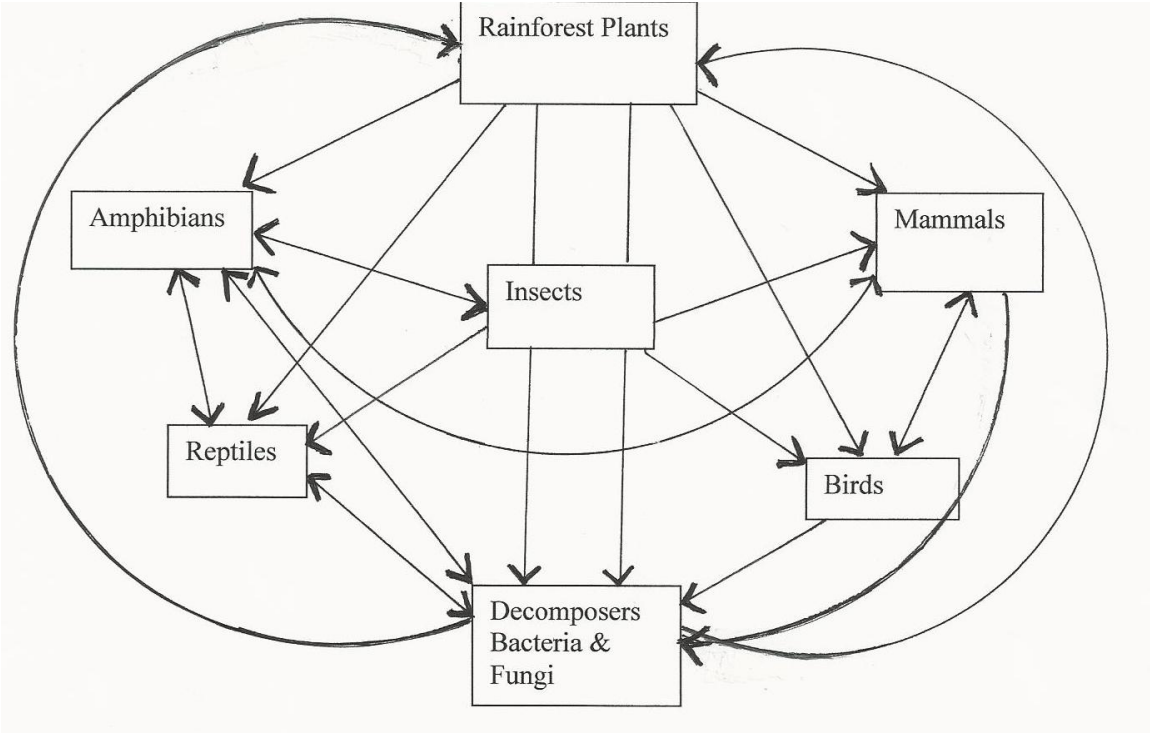 Rainforest Plants
Amphibians
Mammals
Insects
Reptiles
Birds
Decomposers
Bacteria &
Fungi